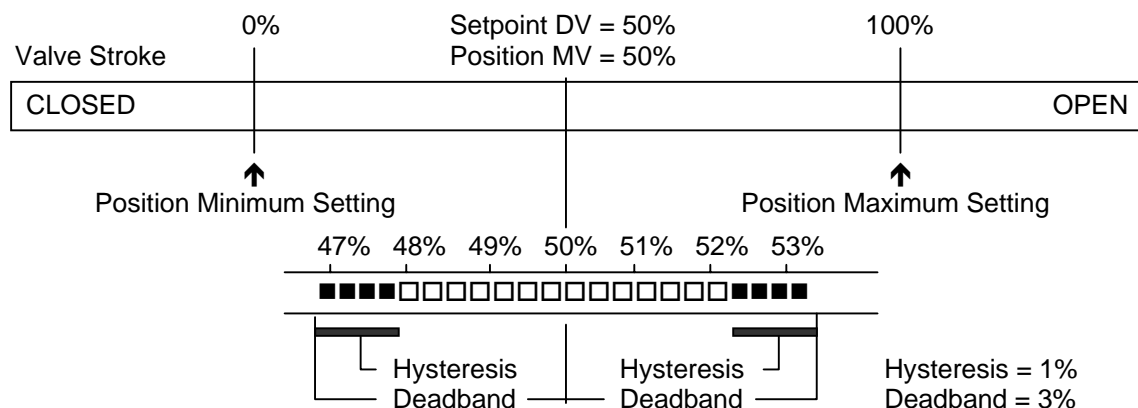 0%
Setpoint DV = 50%
100%
Valve Stroke
Position MV = 50%
CLOSED
OPEN
Position Minimum Setting
Position Maximum Setting
47% 48% 49% 50% 51% 52% 53%
Hysteresis
Hysteresis
Hysteresis = 1%
Deadband
Deadband
Deadband = 3%